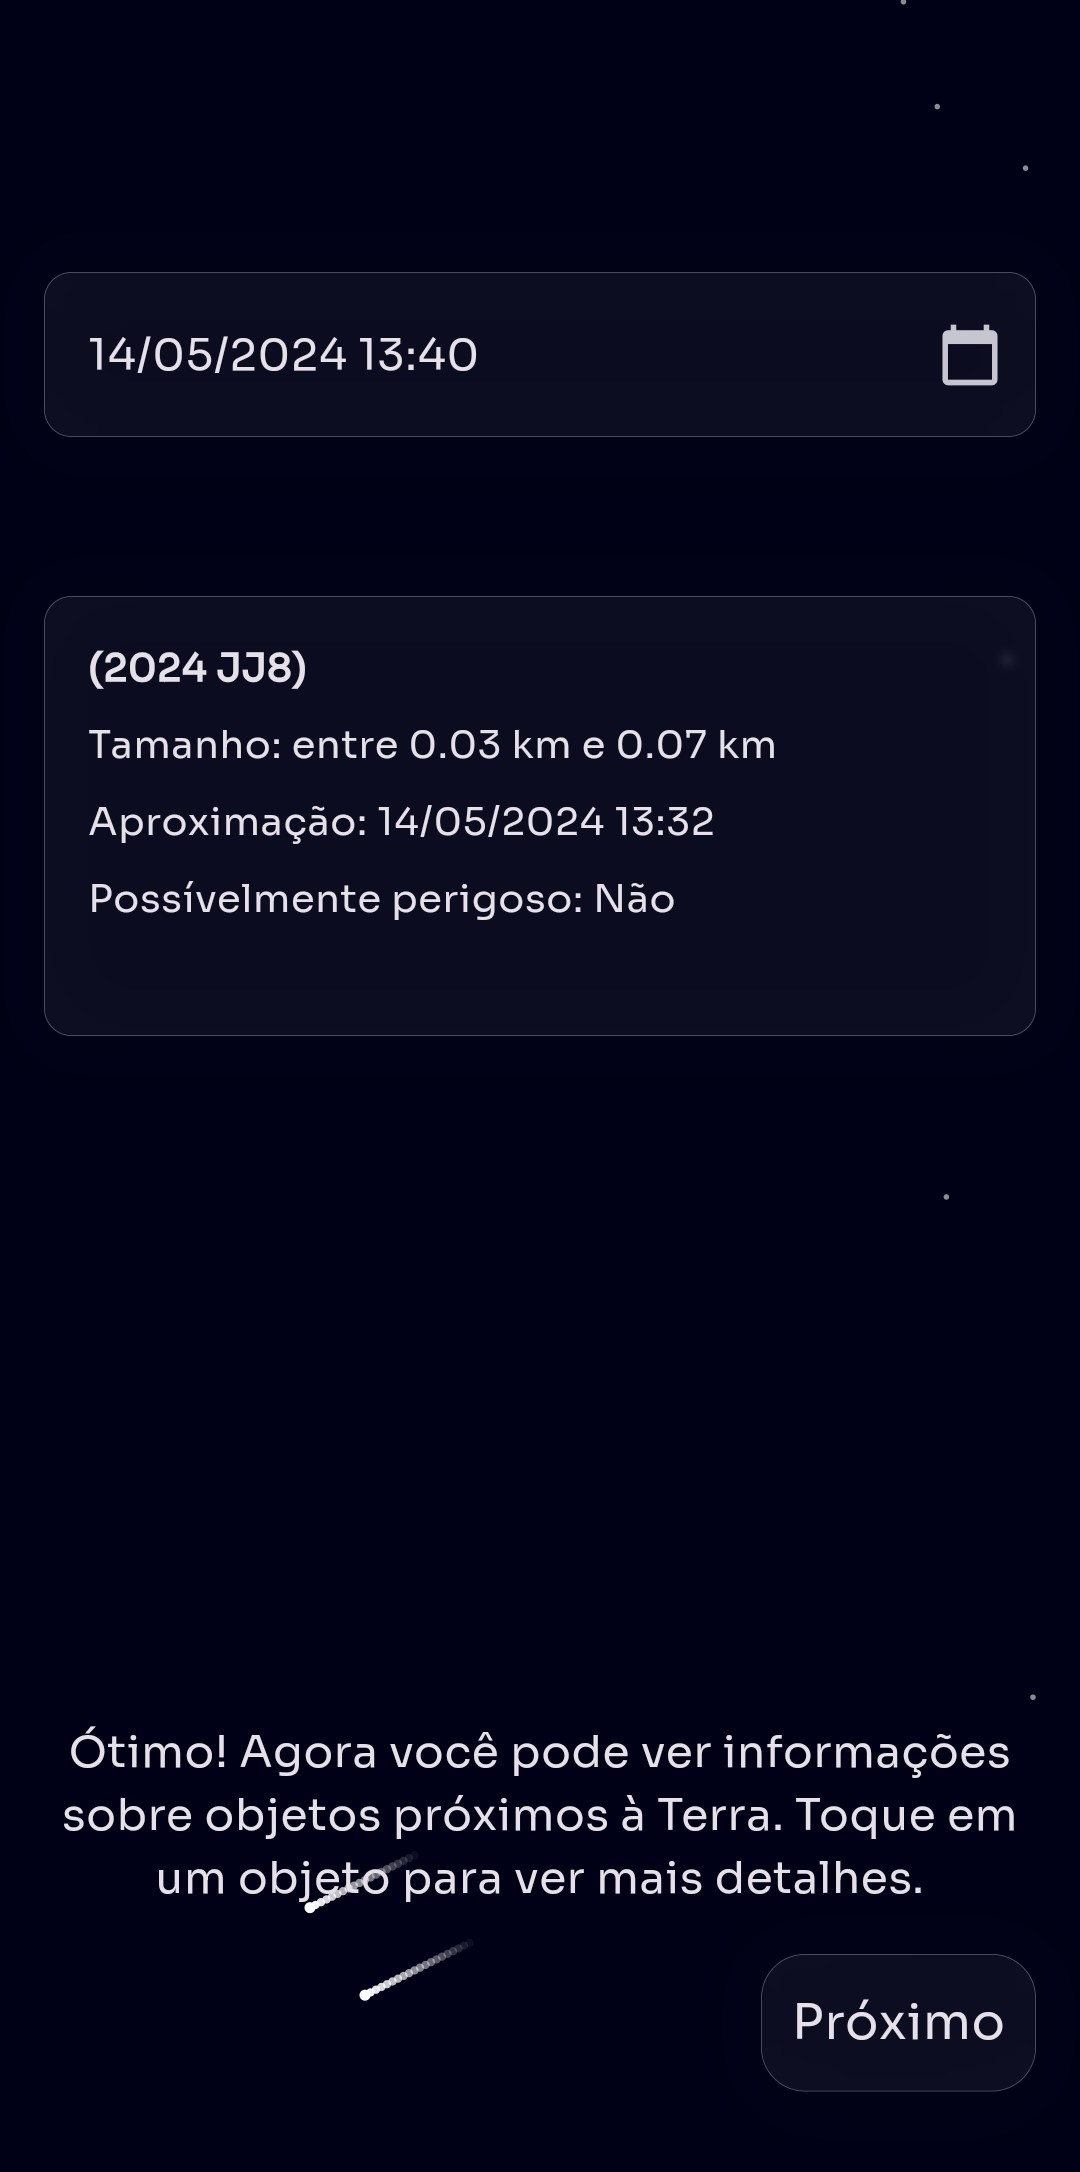 14/05/2024 13:40
(2024 JJ8)
Tamanho: entre 0.03 km e 0.07 km
Aproximação: 14/05/2024 13:32
Possívelmente perigoso: Não
Ótimo! Agora você pode ver informações
sobre objetos próximos à Terra. Toque em
um objeto para ver mais detalhes.
Próximo